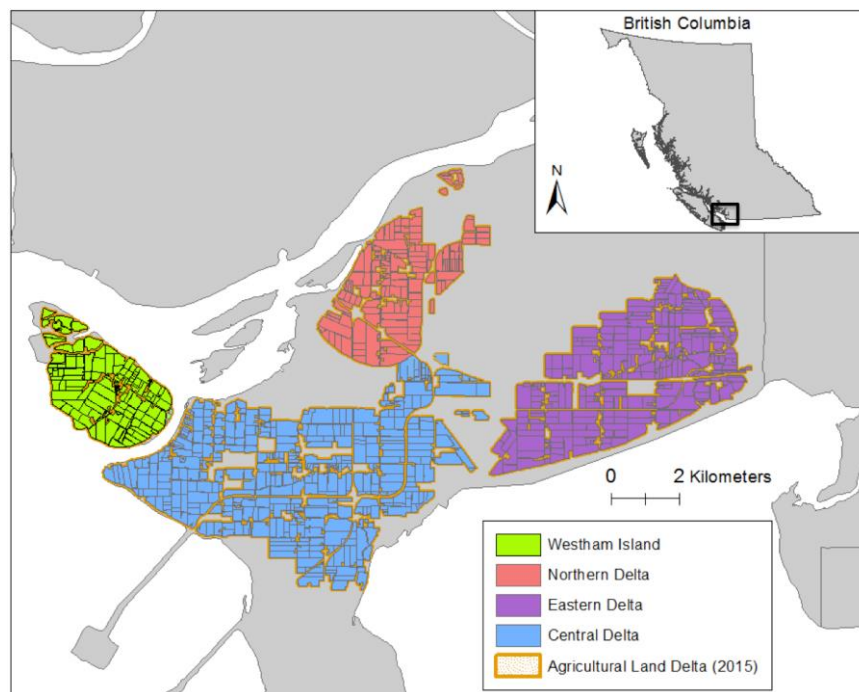 British Columbia
N
0 2 Kilometers
Westham Island
Northern Delta
Eastern Delta
Central Delta
Agricultural Land Delta (2015)